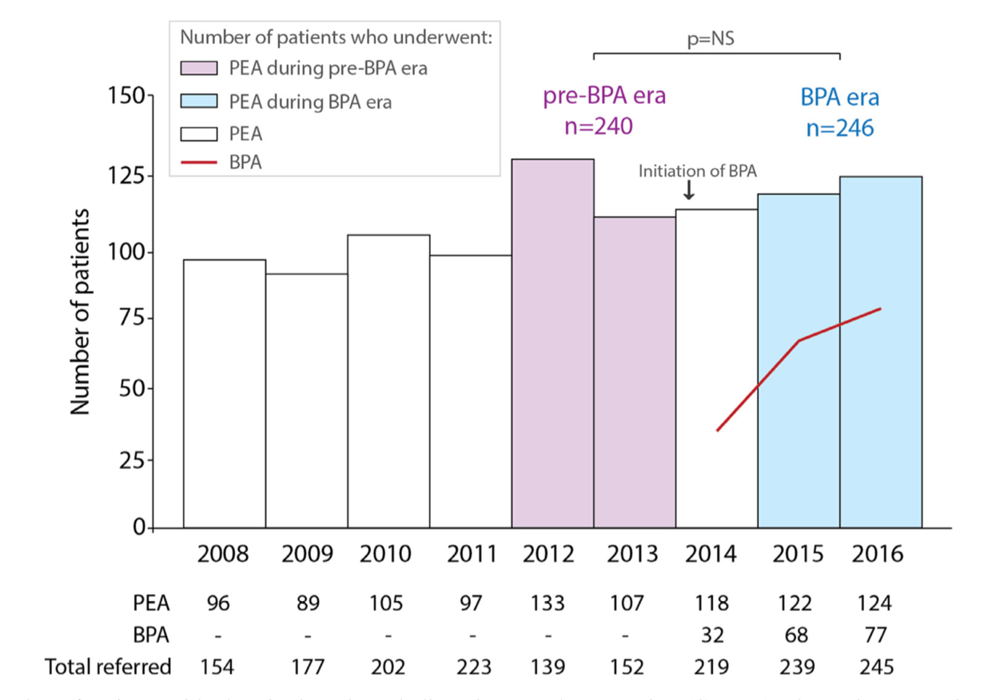 Number of patients who underwent:
PEA during pre-BPA era
PEA during BPA era
PEA
BPA
p=NS
pre-BPA era
n=240
BPA era
n=246
Initiation of BPA
Number of patients
150
125
100
75
50
25
0
2008 2009 2010 2011 2012 2013 2014 2015 2016
PEA 96 89 105 97 133 107 118 122 124
BPA - - - - - - 32 68 77
Total referred 154 177 202 223 139 152 219 239 245